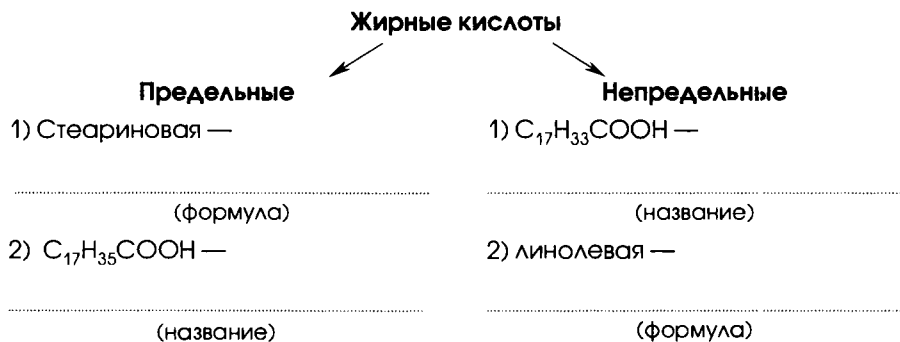 Жирные кислоты
Предельные
1) Стеариновая —
(формула)
2) C₁₇H₃₅COOH —
(название)
Непредельные
1) C₁₇H₃₃COOH —
(название)
2) линолевая —
(формула)